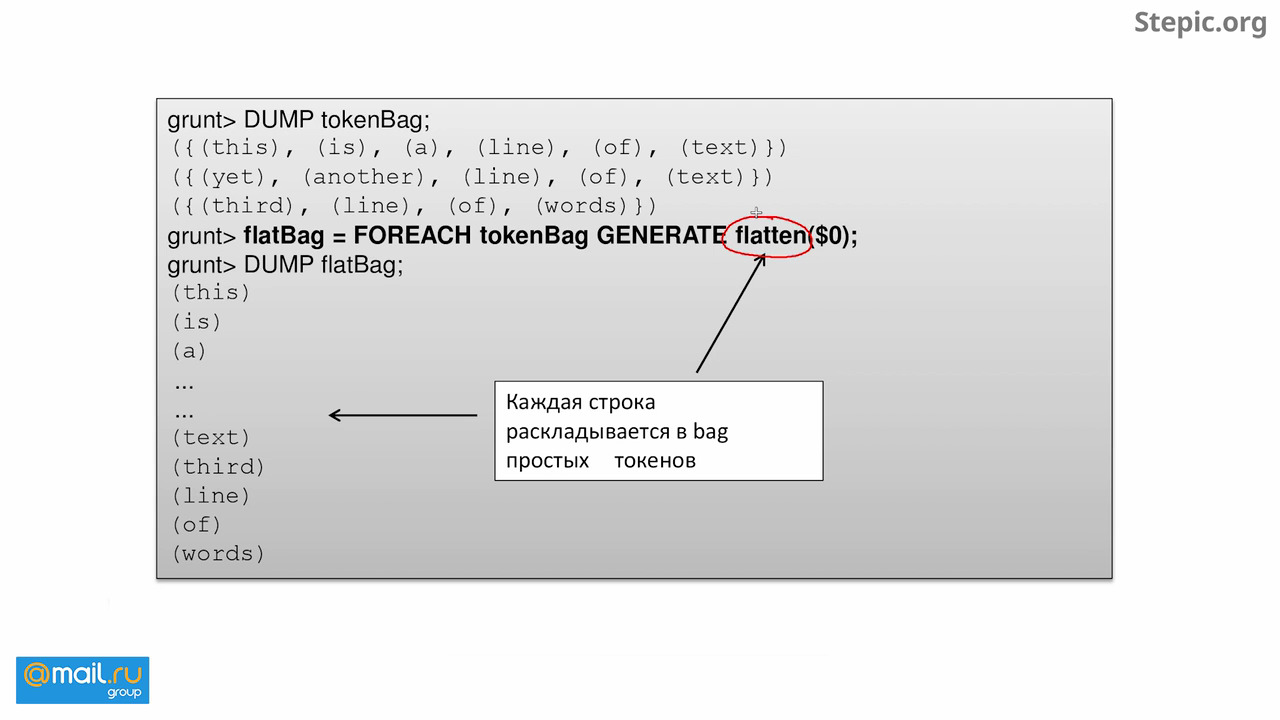 Stepic.org
grunt> DUMP tokenBag;
({(this), (is), (a), (line), (of), (text)})
({(yet), (another), (line), (of), (text)})
({(third), (line), (of), (words)})
grunt> flatBag = FOREACH tokenBag GENERATE flatten($0);
grunt> DUMP flatBag;
(this)
(is)
(a)
...
...
(text)
(third)
(line)
(of)
(words)
Каждая строка
раскладывается в bag
простых токенов
@mail.ru
group